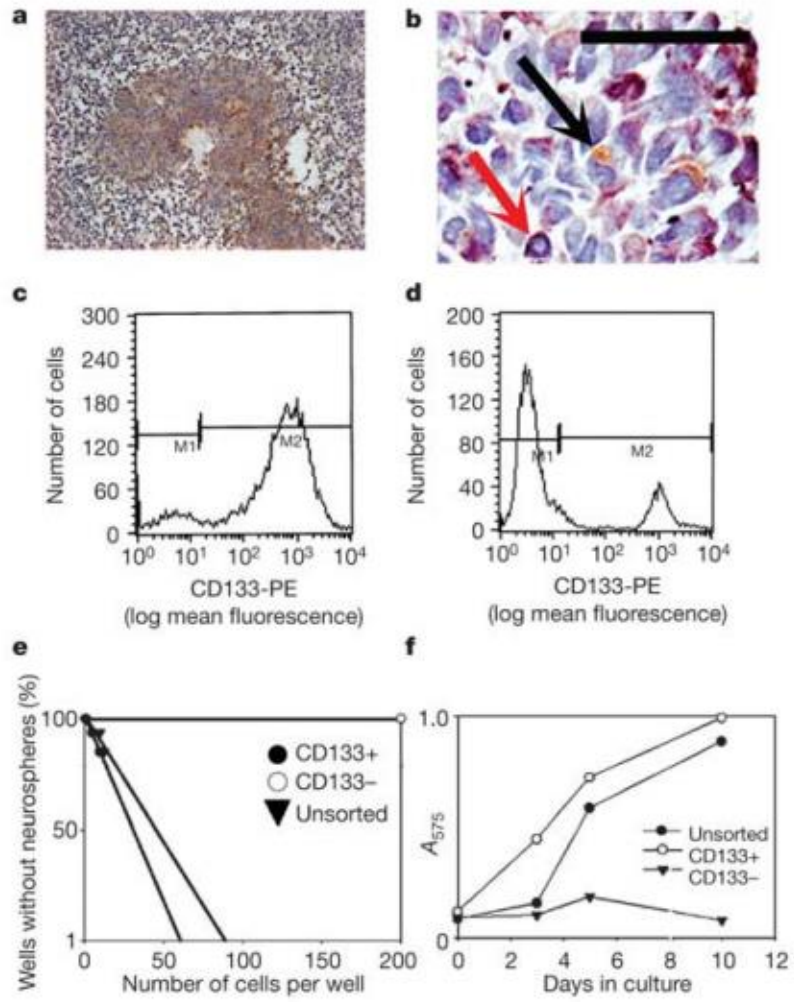 a
b
c
300
240
180
120
60
0
Number of cells
M1
M2
10⁰ 10¹ 10² 10³ 10⁴
CD133-PE
(log mean fluorescence)
d
200
160
120
80
40
0
Number of cells
M1
M2
10⁰ 10¹ 10² 10³ 10⁴
CD133-PE
(log mean fluorescence)
e
Wells without neurospheres (%)
100
50
1
CD133+
CD133–
Unsorted
0 50 100 150 200
Number of cells per well
f
A₅₇₅
1.0
0
Unsorted
CD133+
CD133–
0 2 4 6 8 10 12
Days in culture